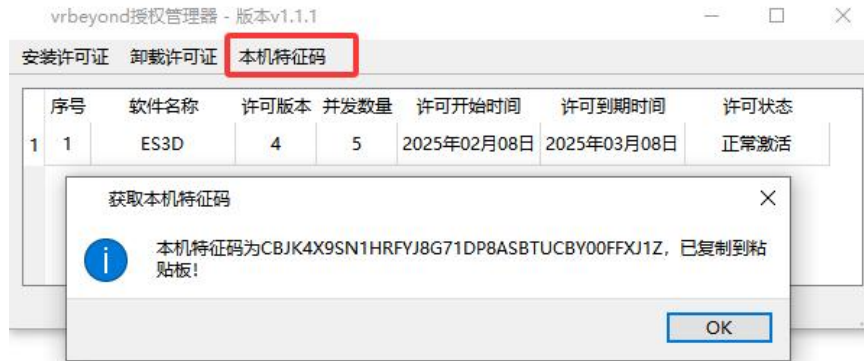 vrbeyond授权管理器 - 版本v1.1.1
安装许可证 卸载许可证 本机特征码
序号 软件名称 许可版本 并发数量 许可开始时间 许可到期时间 许可状态
1 1 ES3D 4 5 2025年02月08日 2025年03月08日 正常激活
获取本机特征码
本机特征码为CBJK4X9SN1HRFYJ8G71DP8ASBTUCBY00FFXJ1Z，已复制到粘
贴板!
OK